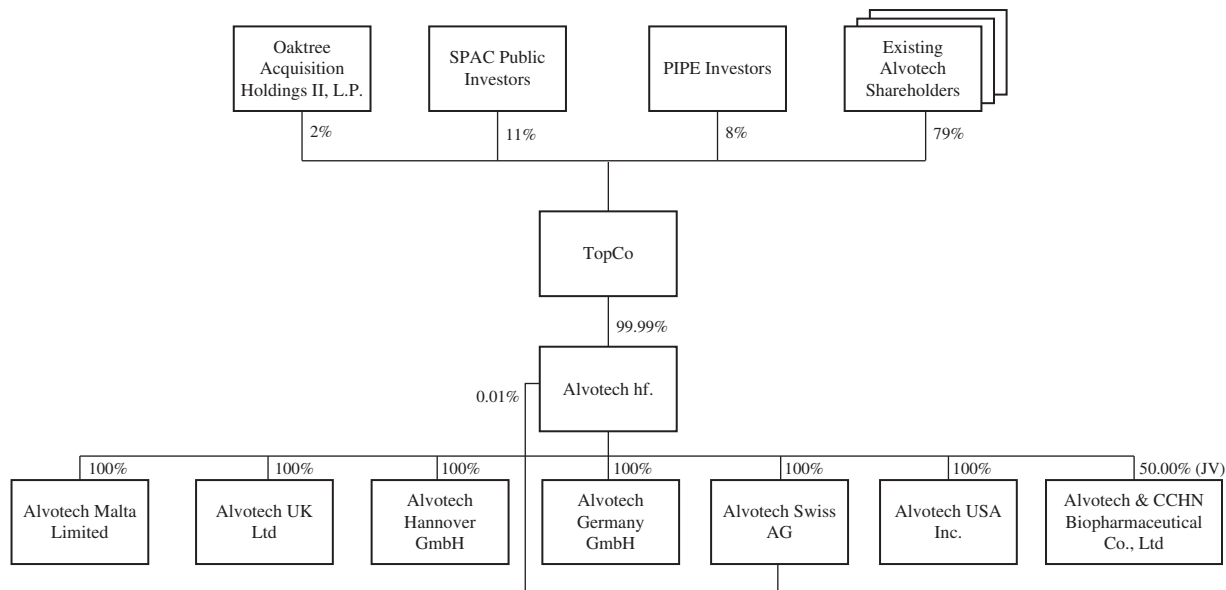 Oaktree
Acquisition
Holdings II, L.P.
SPAC Public
Investors
PIPE Investors
Existing
Alvotech
Shareholders
2%
11%
8%
79%
TopCo
99.99%
Alvotech hf.
0.01%
100%
100%
100%
100%
100%
100%
50.00% (JV)
Alvotech Malta
Limited
Alvotech UK
Ltd
Alvotech
Hannover
GmbH
Alvotech
Germany
GmbH
Alvotech Swiss
AG
Alvotech USA
Inc.
Alvotech & CCHN
Biopharmaceutical
Co., Ltd